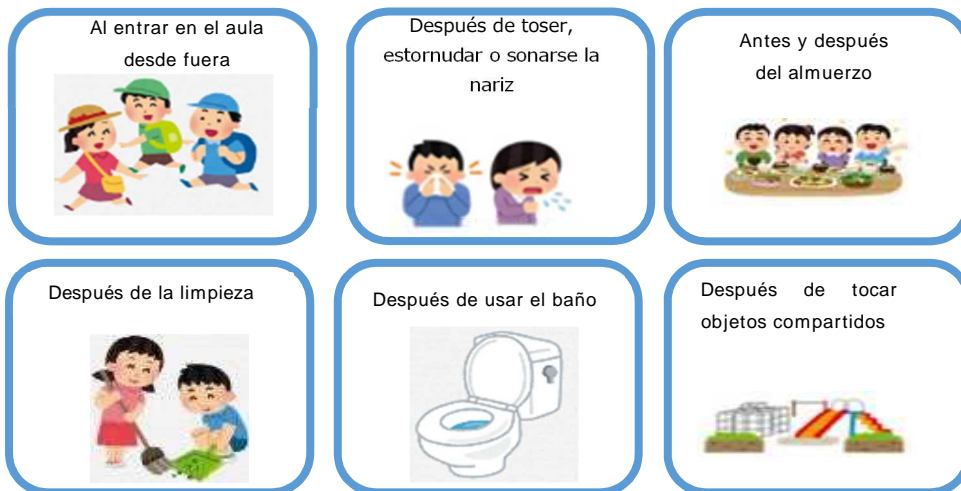 Al entrar en el aula
desde fuera
Después de toser,
estornudar o sonarse la
nariz
Antes y después
del almuerzo
Después de la limpieza
Después de usar el baño
Después de tocar
objetos compartidos